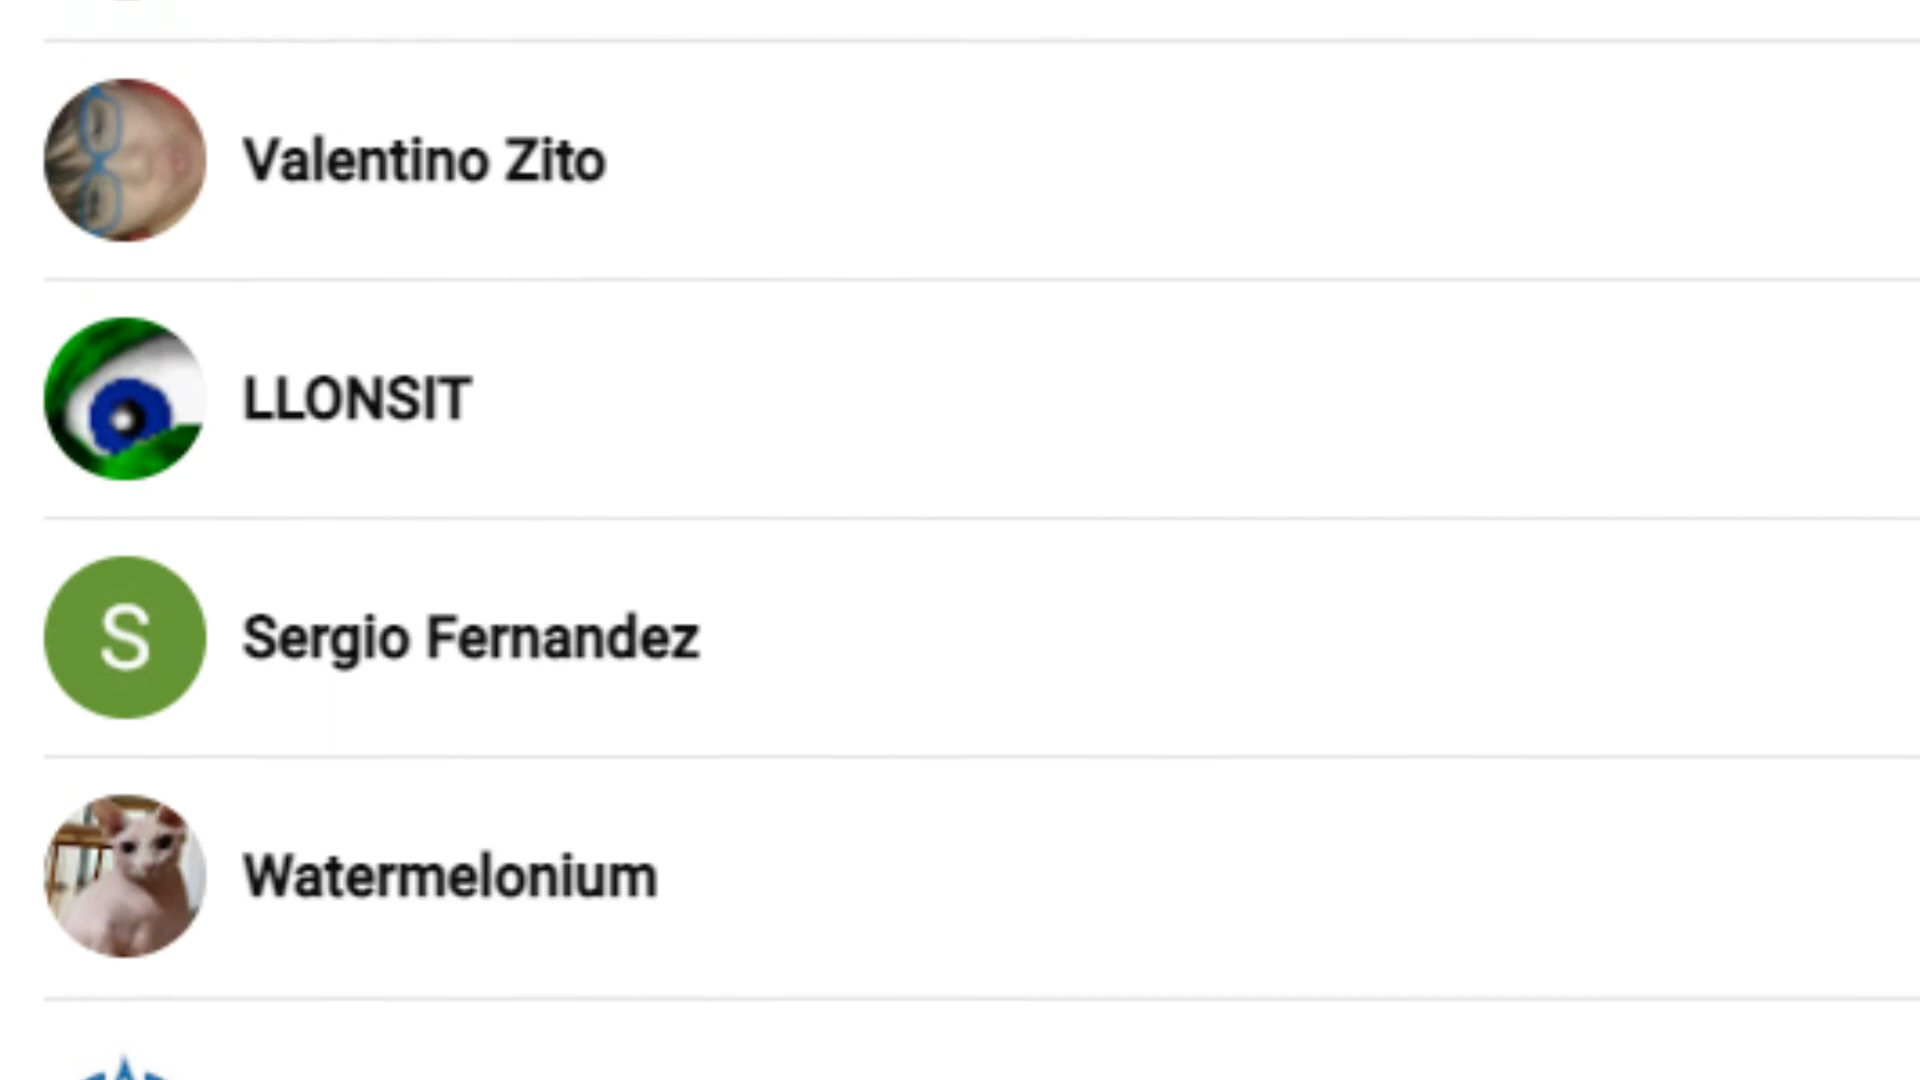 Valentino Zito
LLONSIT
S
Sergio Fernandez
Watermelonium